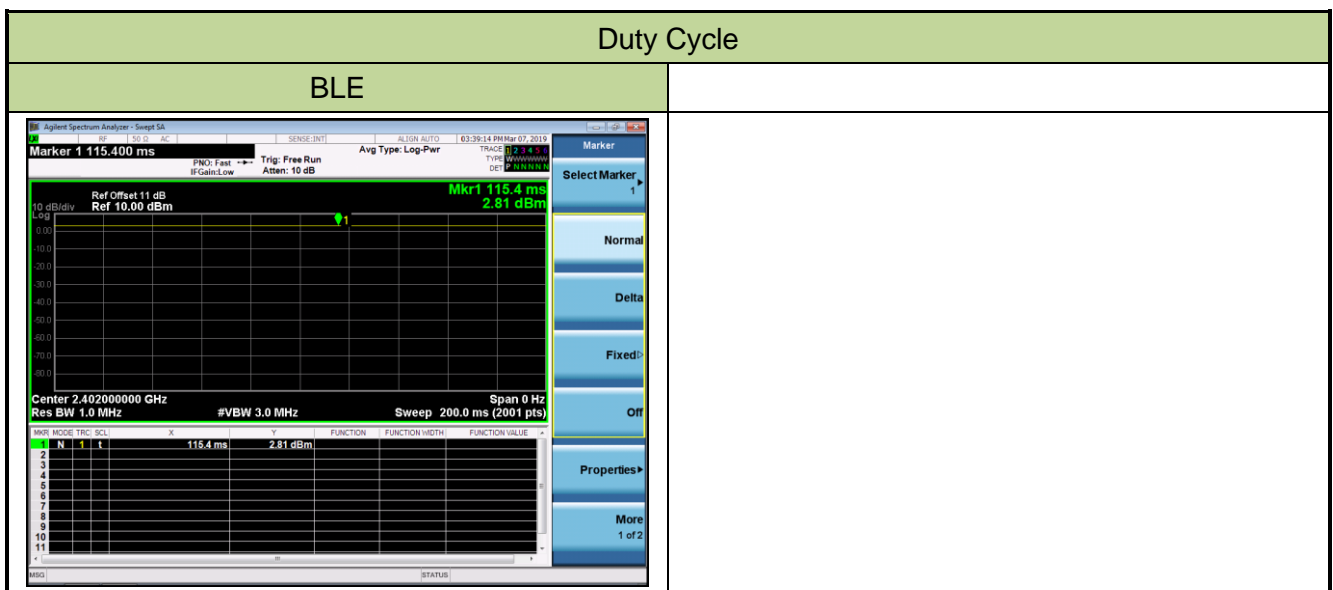 Duty Cycle
BLE
Agilent Spectrum Analyzer - Swept SA
RF 50 Ω AC SENSE:INT ALIGN AUTO 03:39:14 PM Mar 07, 2019
Marker 1 115.400 ms
PNO: Fast
IFGain:Low
Trig: Free Run
Atten: 10 dB
Avg Type: Log-Pwr
TRACE 1 2 3 4 5 6
TYPE WWWWWW
DET P N N N N N
Ref Offset 11 dB
10 dB/div Ref 10.00 dBm
Log
Mkr1 115.4 ms
2.81 dBm
1
0.00
-10.0
-20.0
-30.0
-40.0
-50.0
-60.0
-70.0
-80.0
Center 2.402000000 GHz Span 0 Hz
Res BW 1.0 MHz #VBW 3.0 MHz Sweep 200.0 ms (2001 pts)
MKR MODE TRC SCL X Y FUNCTION FUNCTION WIDTH FUNCTION VALUE
1 N 1 t 115.4 ms 2.81 dBm
2
3
4
5
6
7
8
9
10
11
MSG STATUS
Marker
Select Marker
1
Normal
Delta
Fixed
Off
Properties
More
1 of 2